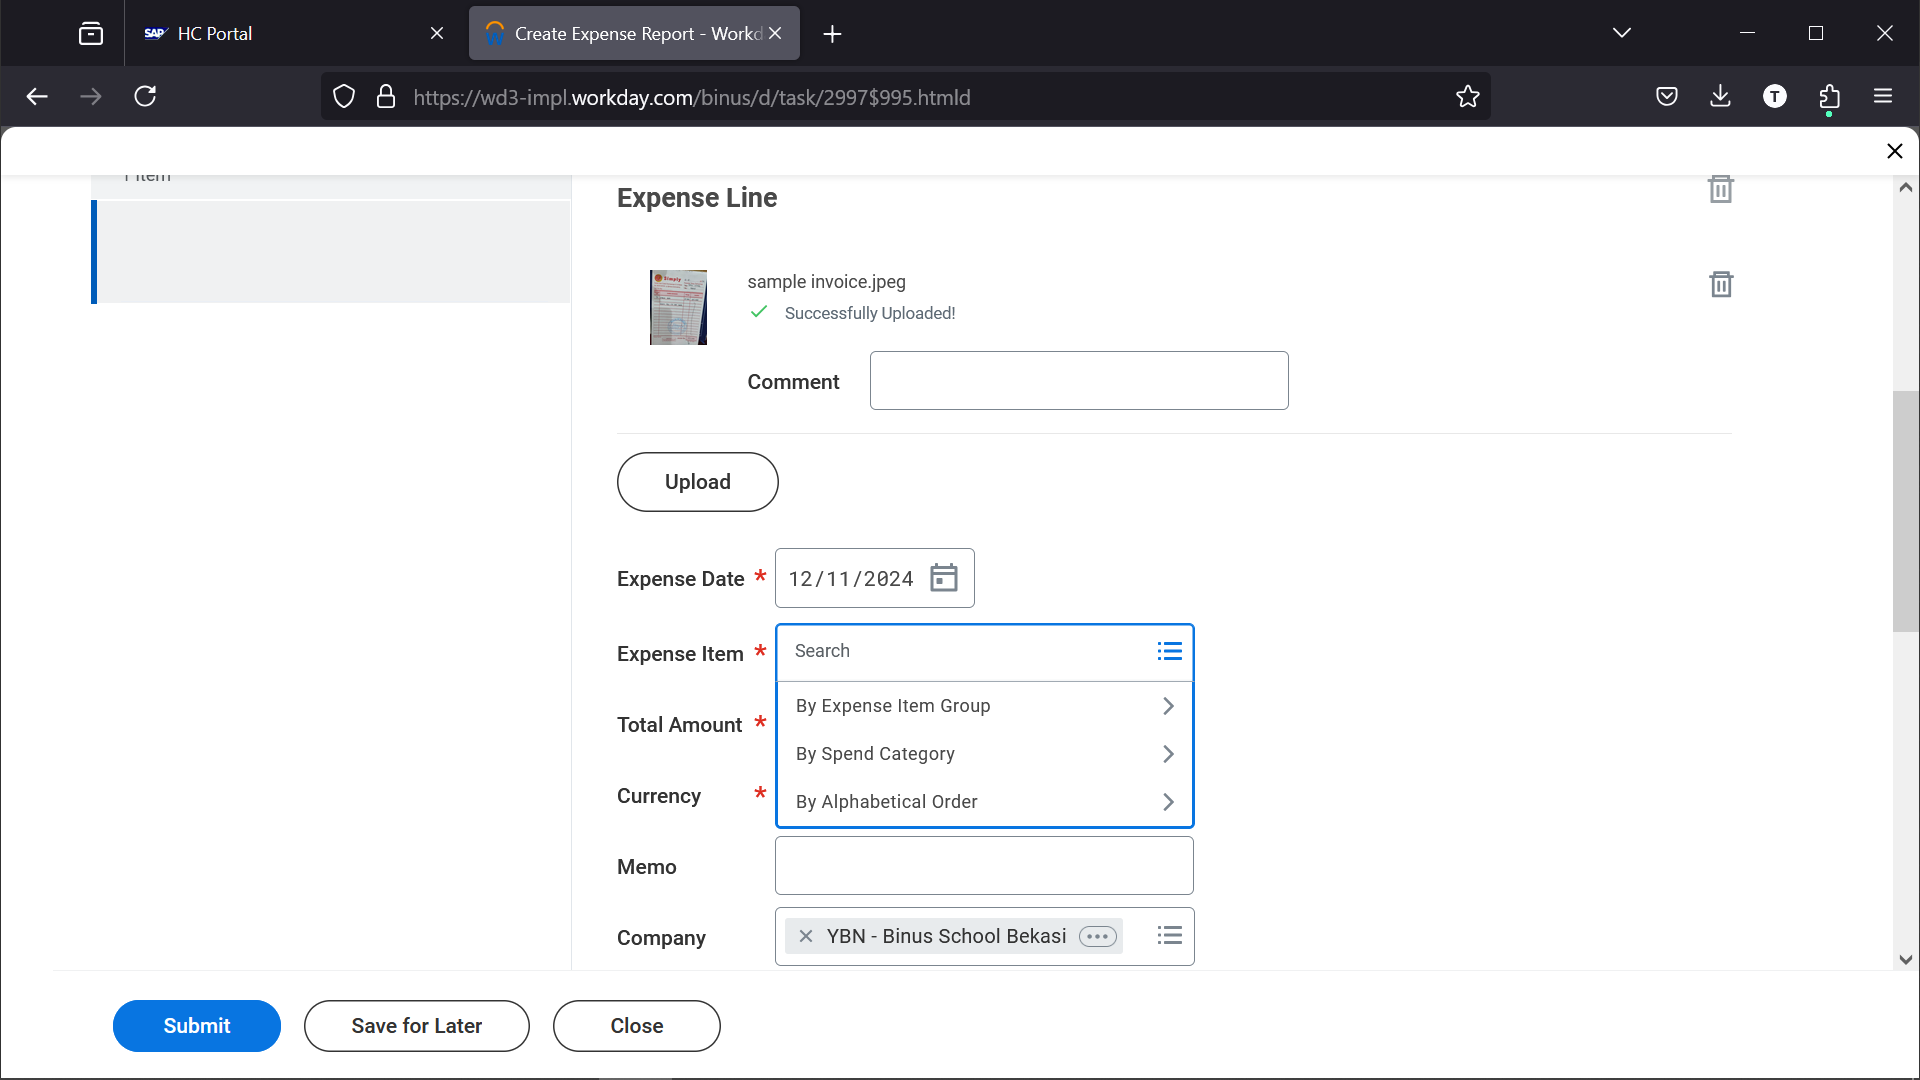 SAP HC Portal
Create Expense Report - Workd
https://wd3-impl.workday.com/binus/d/task/2997$995.htmld
T
1 item
Expense Line
sample invoice.jpeg
Successfully Uploaded!
Comment
Upload
Expense Date * 12/11/2024
Expense Item * Search
By Expense Item Group
Total Amount *
By Spend Category
Currency *
By Alphabetical Order
Memo
Company YBN - Binus School Bekasi
Submit Save for Later Close